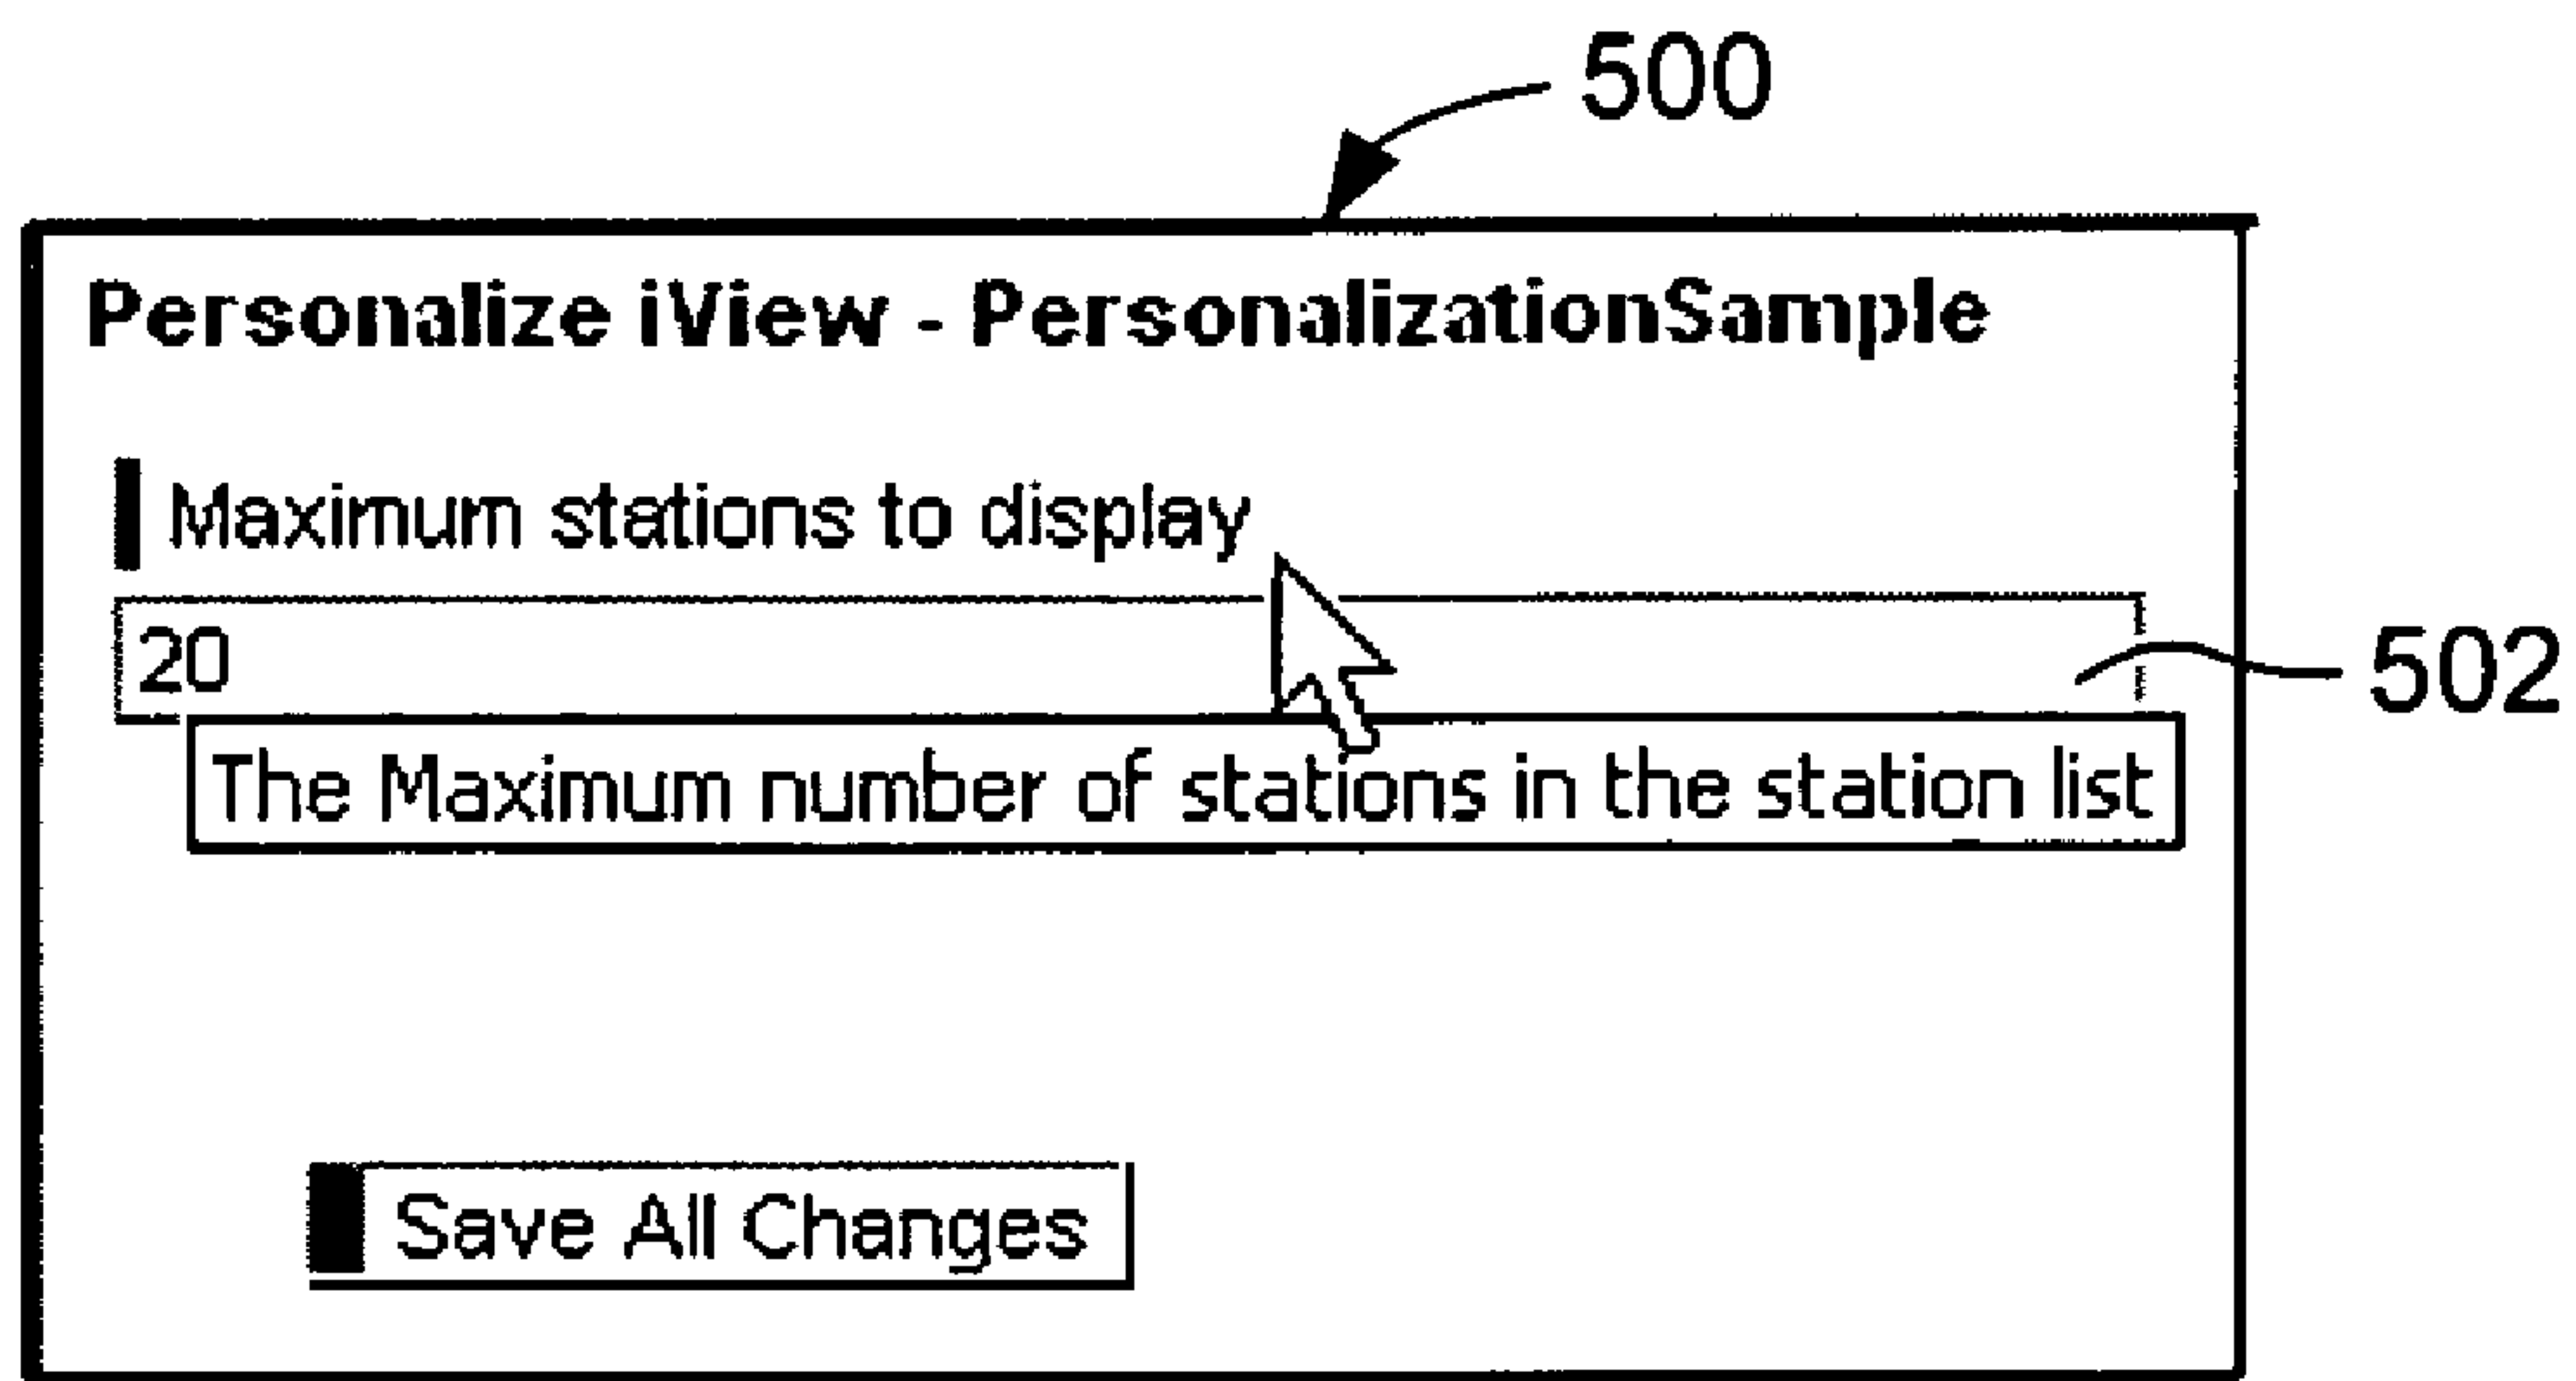 500
Personalize iView - PersonalizationSample
Maximum stations to display
20
502
The Maximum number of stations in the station list
Save All Changes